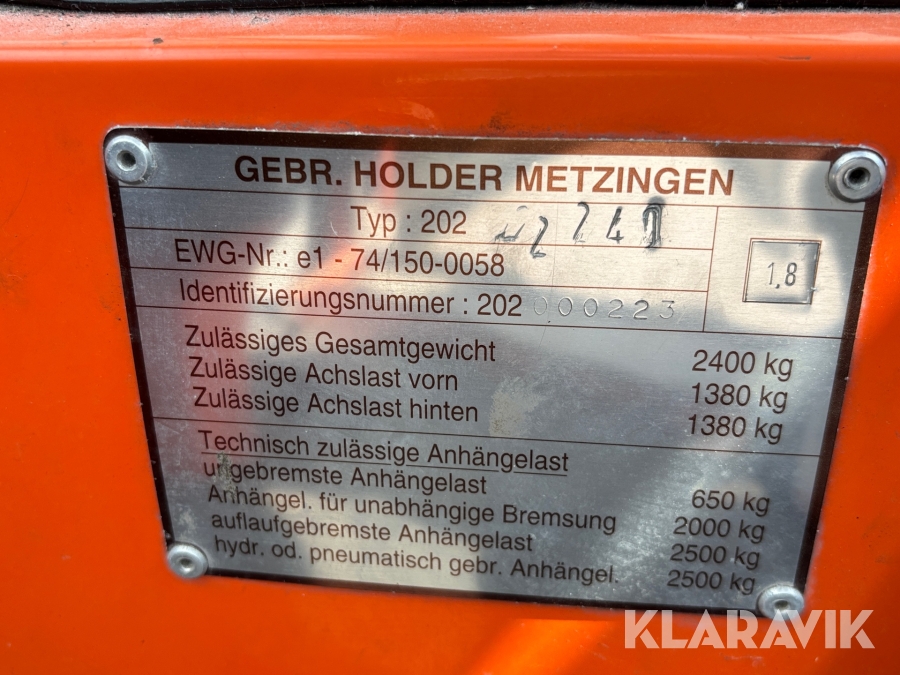 GEBR. HOLDER METZINGEN
Typ : 202
EWG-Nr.: e1 - 74/150-0058
1,8
Identifizierungsnummer : 202 000223
Zulässiges Gesamtgewicht 2400 kg
Zulässige Achslast vorn 1380 kg
Zulässige Achslast hinten 1380 kg
Technisch zulässige Anhängelast
ungebremste Anhängelast 650 kg
Anhängel. für unabhängige Bremsung 2000 kg
auflaufgebremste Anhängelast 2500 kg
hydr. od. pneumatisch gebr. Anhängel. 2500 kg
KLARAVIK